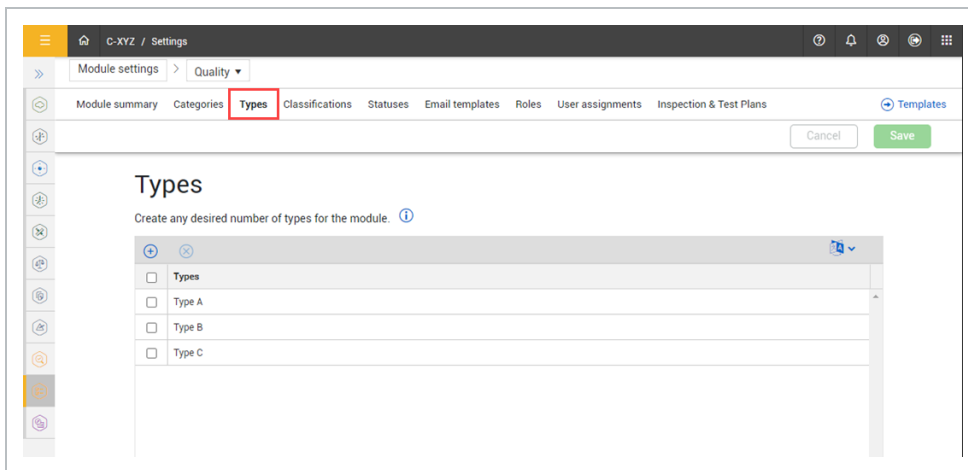 C-XYZ / Settings
Module settings > Quality
Module summary Categories Types Classifications Statuses Email templates Roles User assignments Inspection & Test Plans Templates
Cancel Save
Types
Create any desired number of types for the module.
Types
Type A
Type B
Type C